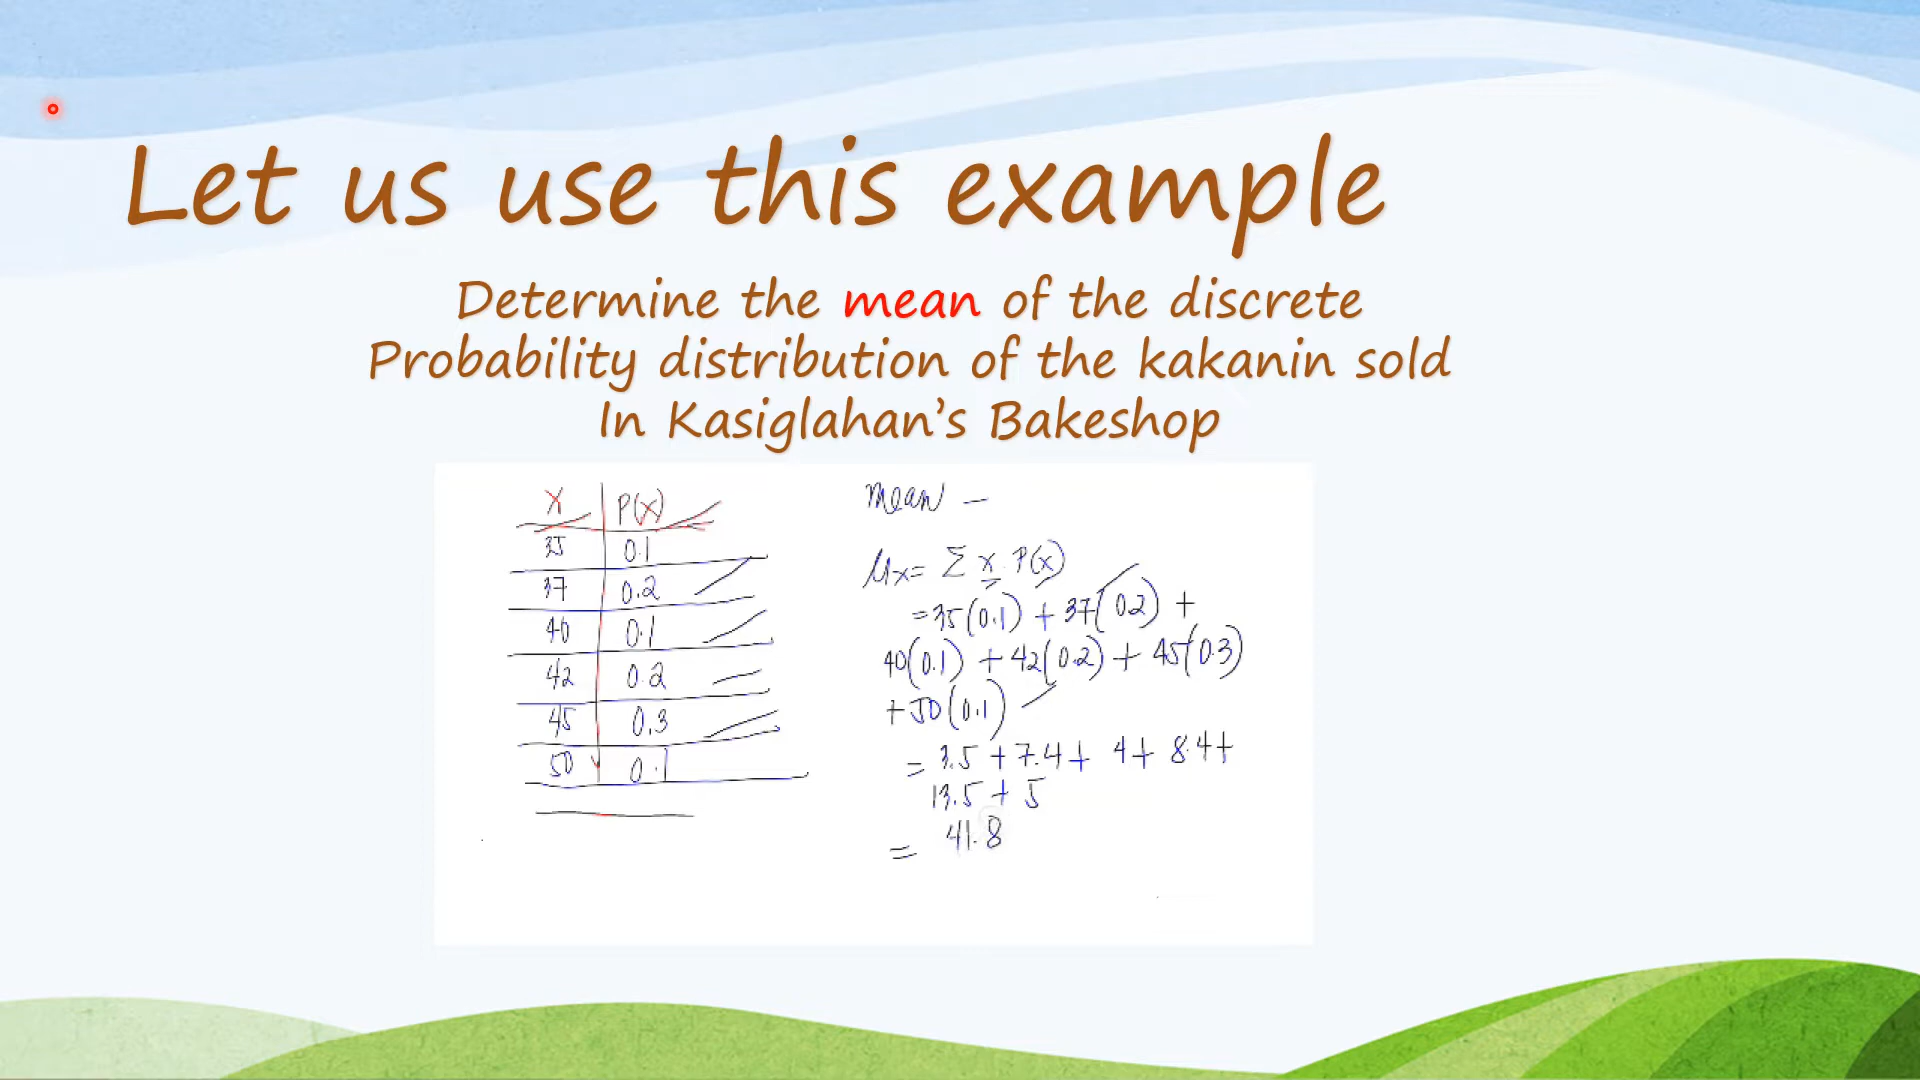 Let us use this example
Determine the mean of the discrete
Probability distribution of the kakanin sold
In Kasiglahan's Bakeshop
X P(X)
35 0.1
37 0.2
40 0.1
42 0.2
45 0.3
50 0.1
mean –
μx = Σ x · P(x)
= 35(0.1) + 37(0.2) +
40(0.1) + 42(0.2) + 45(0.3)
+ 50(0.1)
= 3.5 + 7.4 + 4 + 8.4 +
13.5 + 5
= 41.8